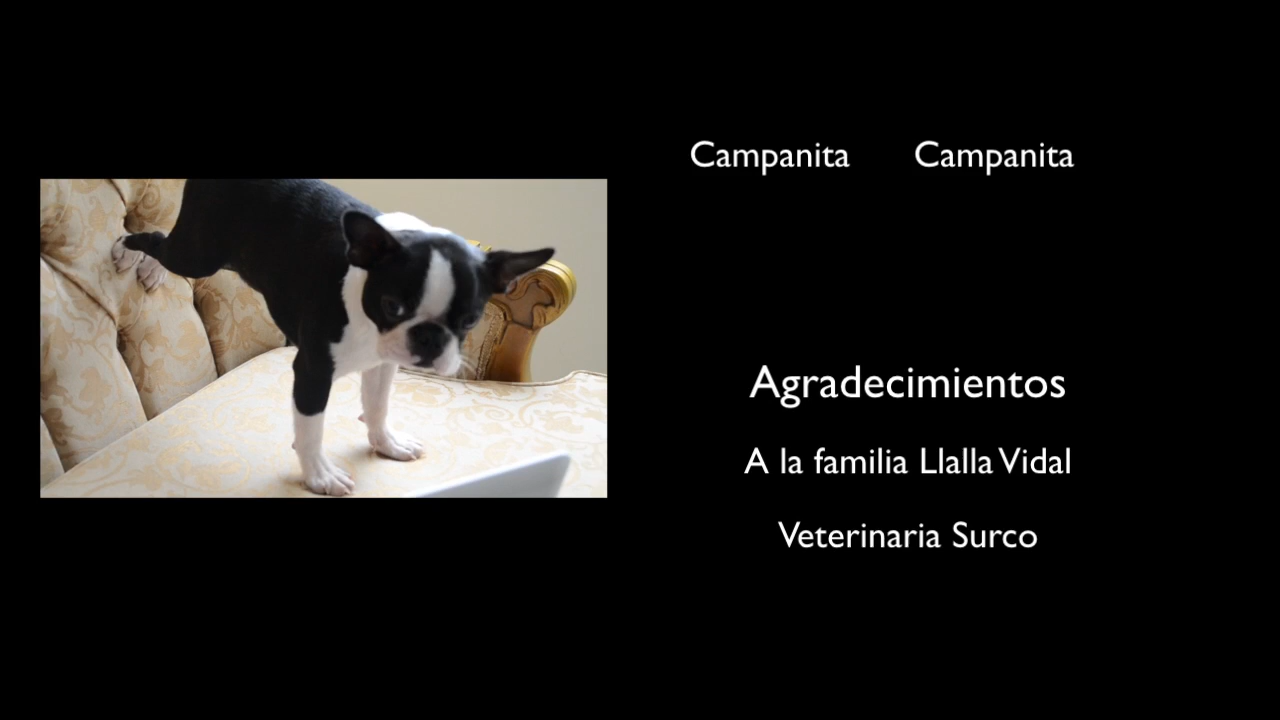 Campanita Campanita
Agradecimientos
A la familia Llalla Vidal
Veterinaria Surco